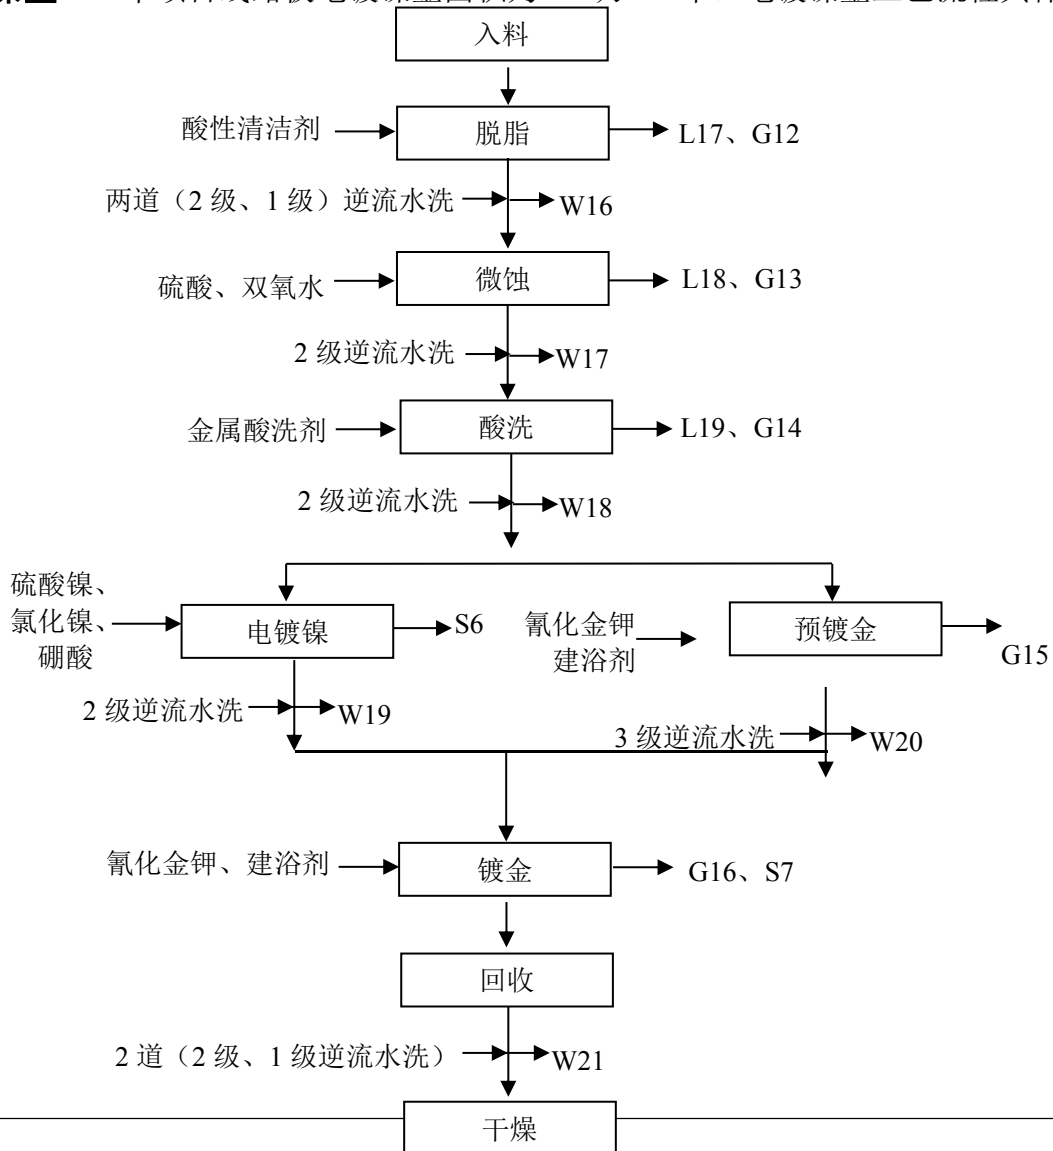 入料
酸性清洁剂
脱脂
L17、G12
两道（2 级、1 级）逆流水洗
W16
硫酸、双氧水
微蚀
L18、G13
2 级逆流水洗
W17
金属酸洗剂
酸洗
L19、G14
2 级逆流水洗
W18
硫酸镍、
氯化镍、
硼酸
电镀镍
S6
氰化金钾
建浴剂
预镀金
G15
2 级逆流水洗
W19
3 级逆流水洗
W20
氰化金钾、建浴剂
镀金
G16、S7
回收
2 道（2 级、1 级逆流水洗）
W21
干燥